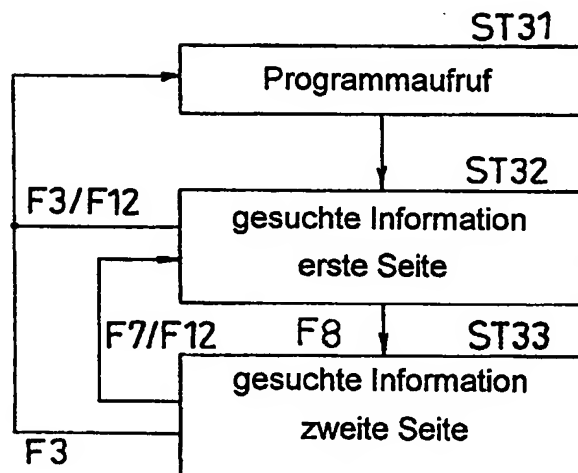 ST31
Programmaufruf
ST32
F3/F12
gesuchte Information
erste Seite
F7/F12
F8
ST33
gesuchte Information
zweite Seite
F3